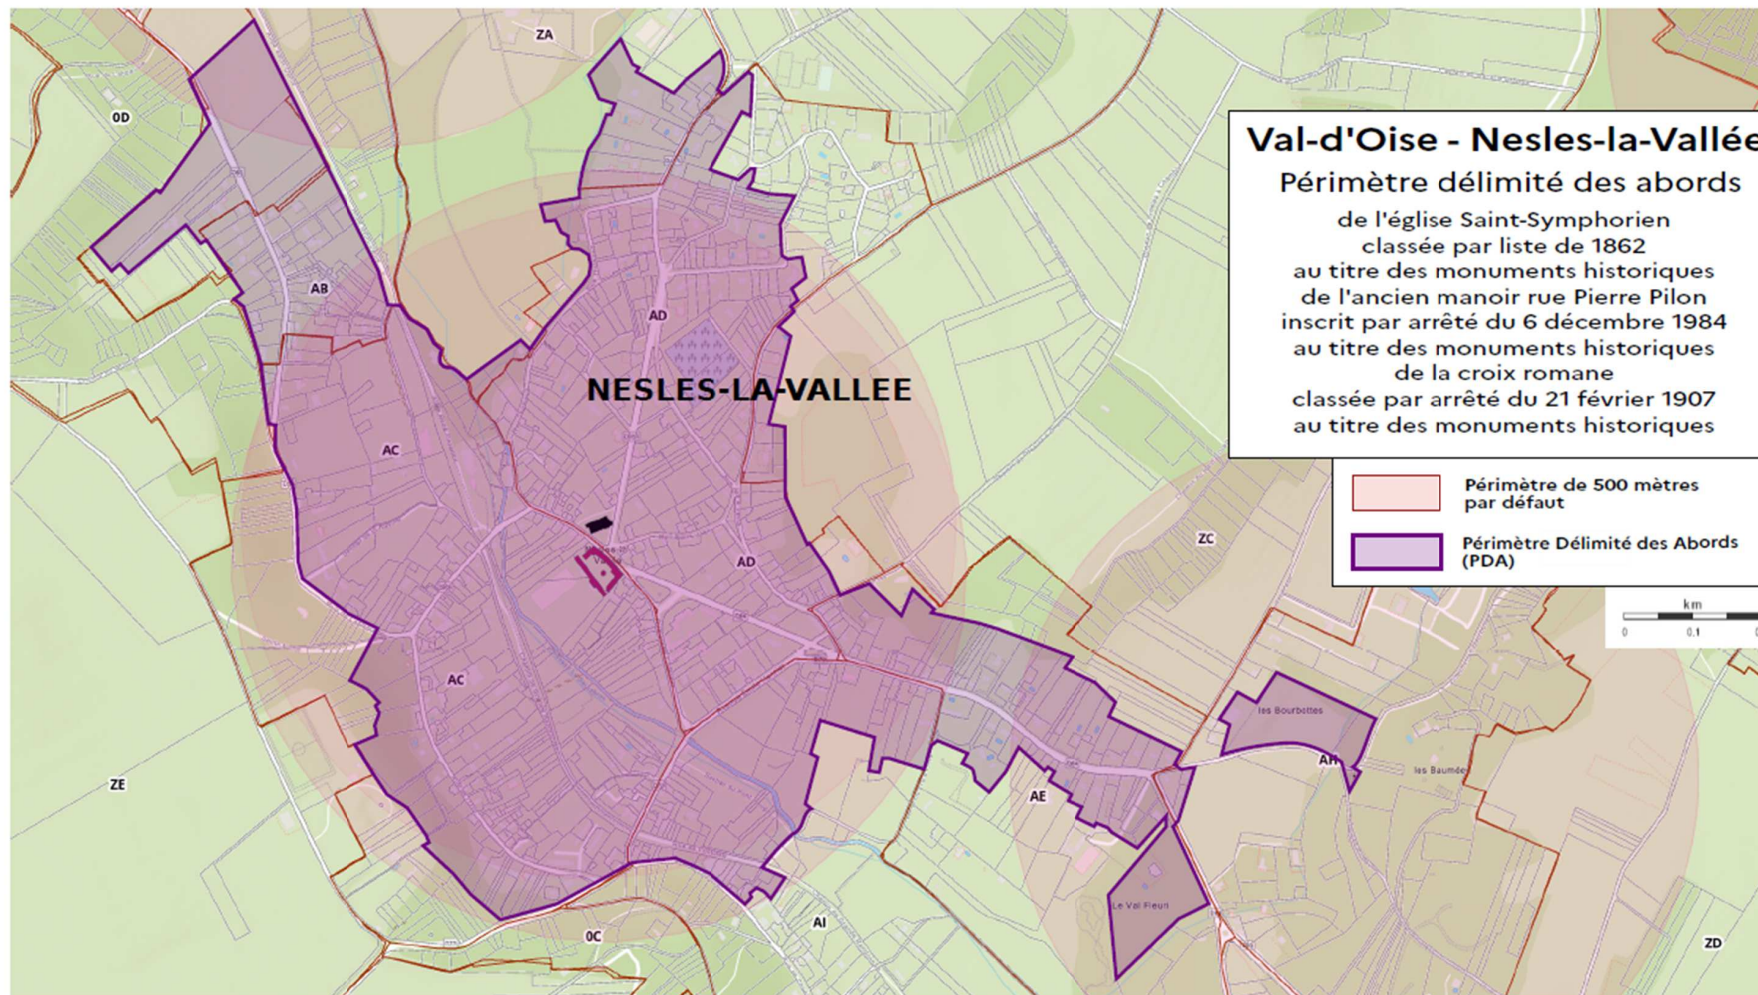 ZA
0D
Val-d'Oise - Nesles-la-Vallée
Périmètre délimité des abords
de l'église Saint-Symphorien
classée par liste de 1862
au titre des monuments historiques
de l'ancien manoir rue Pierre Pilon
inscrit par arrêté du 6 décembre 1984
au titre des monuments historiques
de la croix romane
classée par arrêté du 21 février 1907
au titre des monuments historiques
AB
AD
NESLES-LA-VALLEE
AC
Périmètre de 500 mètres
par défaut
Périmètre Délimité des Abords
(PDA)
ZC
AD
km
0
0.1
AC
les Bourbottes
AH
les Baumées
ZE
AE
Le Val Fleuri
AI
0C
ZD